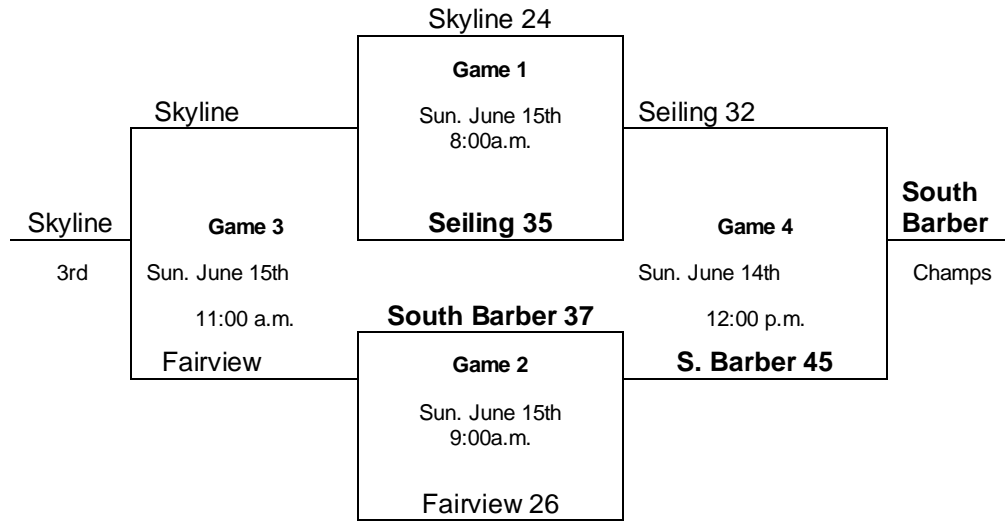 Skyline 24
Game 1
Sun. June 15th
8:00a.m.
Skyline
Seiling 32
Seiling 35
Skyline
3rd
Game 3
Sun. June 15th
11:00 a.m.
Fairview
Game 4
Sun. June 14th
12:00 p.m.
S. Barber 45
South
Barber
Champs
South Barber 37
Game 2
Sun. June 15th
9:00a.m.
Fairview 26